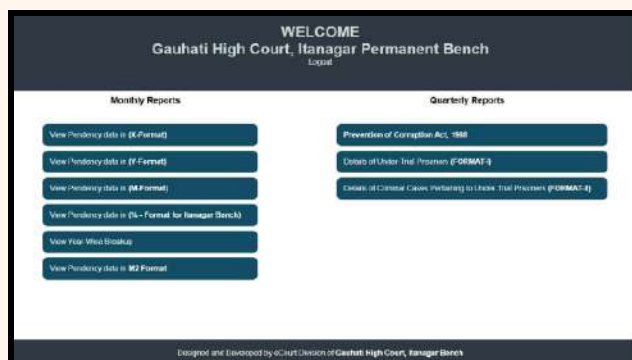 WELCOME
Gauhati High Court, Itanagar Permanent Bench
Logout
Monthly Reports
View Pendency data in (X-Format)
View Pendency data in (Y-Format)
View Pendency data in (M-Format)
View Pendency data in - Format for Itanagar Bench)
View Year Wise Breakup
View Pendency data in M2 Format
Quarterly Reports
Prevention of Corruption Act, 1988
Details of Under Trial Prisoners (FORMAT-I)
Details of Criminal Cases Pertaining to Under Trial Prisoners (FORMAT-II)
Designed and Developed by eCourt Division of Gauhati High Court, Itanagar Bench